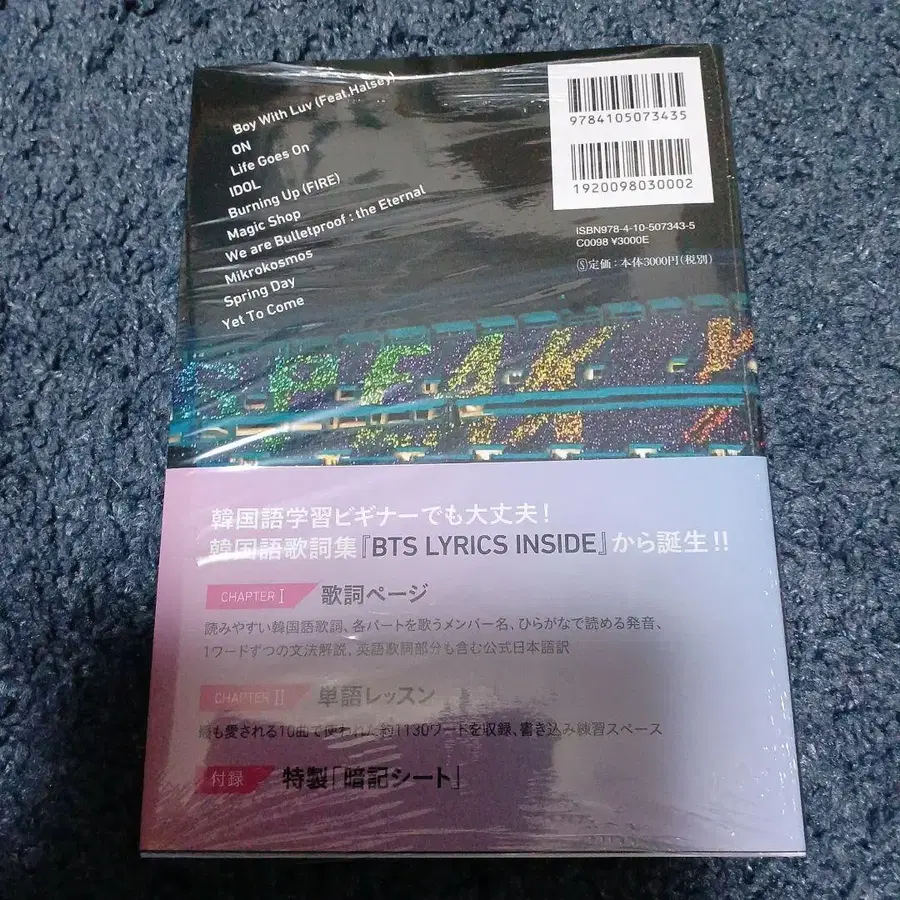 Boy With Luv (Feat.Halsey)
ON
Life Goes On
IDOL
Burning Up (FIRE)
Magic Shop
We are Bulletproof : the Eternal
Mikrokosmos
Spring Day
Yet To Come
9784105073435
1920098030002
ISBN978-4-10-507343-5
C0098 ¥3000E
Ⓢ定価:本体3000円(税別)
SPEAK Y
韓国語学習ビギナーでも大丈夫!
韓国語歌詞集『BTS LYRICS INSIDE』から誕生!!
CHAPTER Ⅰ 歌詞ページ
読みやすい韓国語歌詞、各パートを歌うメンバー名、ひらがなで読める発音、
1ワードずつの文法解説、英語歌詞部分も含む公式日本語訳
CHAPTER Ⅱ 単語レッスン
最も愛される10曲で使われた約1130ワードを収録、書き込み練習スペース
付録 特製「暗記シート」